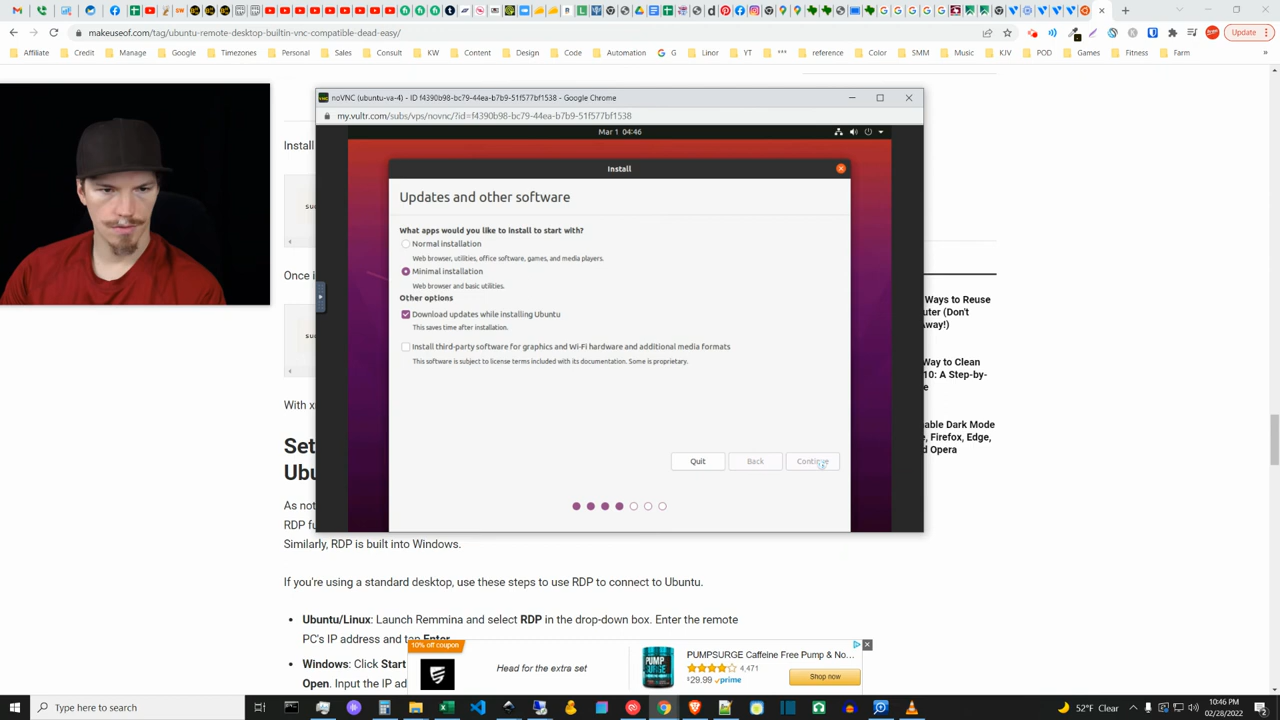 makeuseof.com/tag/ubuntu-remote-desktop-builtin-vnc-compatible-dead-easy/
Update
Affiliate
Credit
Manage
Google
Timezones
Personal
Sales
Consult
KW
Content
Design
Code
Automation
G
Linor
YT
***
reference
Color
SMM
Music
KJV
POD
Games
Fitness
Farm
»
noVNC (ubuntu-va-4) - ID f4390b98-bc79-44ea-b7b9-51f577bf1538 - Google Chrome
my.vultr.com/subs/vps/novnc/?id=f4390b98-bc79-44ea-b7b9-51f577bf1538
Mar 1 04:46
Install
Updates and other software
What apps would you like to install to start with?
Normal installation
Web browser, utilities, office software, games, and media players.
Minimal installation
Web browser and basic utilities.
Other options
Download updates while installing Ubuntu
This saves time after installation.
Install third-party software for graphics and Wi-Fi hardware and additional media formats
This software is subject to license terms included with its documentation. Some is proprietary.
Quit
Back
Continue
Install
su
Once i
su
With x
Set
Ubu
As not
RDP fu
Similarly, RDP is built into Windows.
If you're using a standard desktop, use these steps to use RDP to connect to Ubuntu.
• Ubuntu/Linux: Launch Remmina and select RDP in the drop-down box. Enter the remote
PC's IP address and tap Enter.
• Windows: Click Start
Open. Input the IP ad
Ways to Reuse
uter (Don't
Away!)
Way to Clean
10: A Step-by-
e
able Dark Mode
e, Firefox, Edge,
d Opera
10% off coupon
Head for the extra set
PUMPSURGE Caffeine Free Pump & No...
4,471
$29.99 prime
Shop now
Type here to search
52°F Clear
10:46 PM
02/28/2022
2